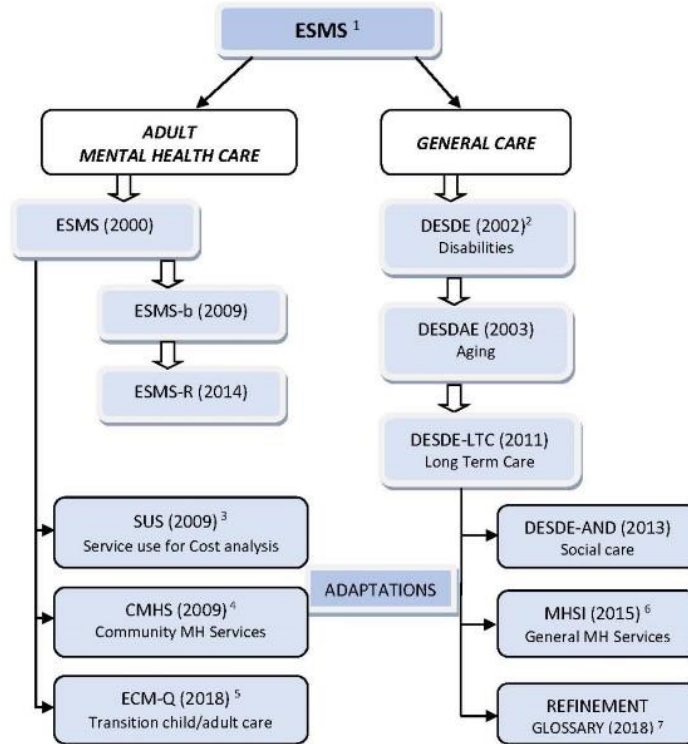 ESMS 1
ADULT
MENTAL HEALTH CARE
GENERAL CARE
ESMS (2000)
DESDE (2002)2
Disabilities
ESMS-b (2009)
DESDAE (2003)
Aging
ESMS-R (2014)
DESDE-LTC (2011)
Long Term Care
SUS (2009) 3
Service use for Cost analysis
DESDE-AND (2013)
Social care
ADAPTATIONS
CMHS (2009) 4
Community MH Services
MHSI (2015) 6
General MH Services
ECM-Q (2018) 5
Transition child/adult care
REFINEMENT
GLOSSARY (2018) 7